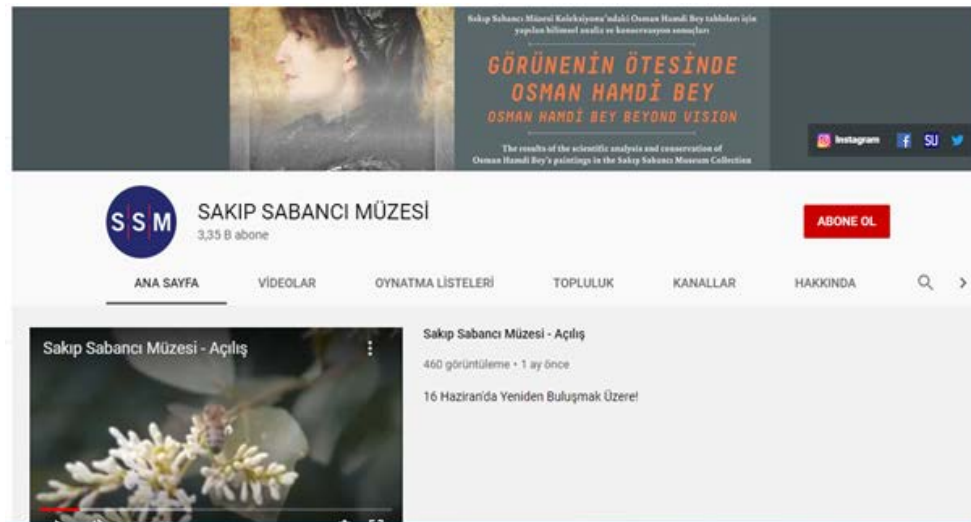 Sakıp Sabancı Müzesi Koleksiyonu'ndaki Osman Hamdi Bey tabloları için
yapılan bilimsel analiz ve konservasyon sonuçları
GÖRÜNENİN ÖTESİNDE
OSMAN HAMDİ BEY
OSMAN HAMDİ BEY BEYOND VISION
The results of the scientific analysis and conservation of
Osman Hamdi Bey's paintings in the Sakıp Sabancı Museum Collection
Instagram
f
SU
SSM
SAKIP SABANCI MÜZESİ
3,35 B abone
ABONE OL
ANA SAYFA
VİDEOLAR
OYNATMA LİSTELERİ
TOPLULUK
KANALLAR
HAKKINDA
Sakıp Sabancı Müzesi - Açılış
Sakıp Sabancı Müzesi - Açılış
460 görüntüleme • 1 ay önce
16 Haziran'da Yeniden Buluşmak Üzere!